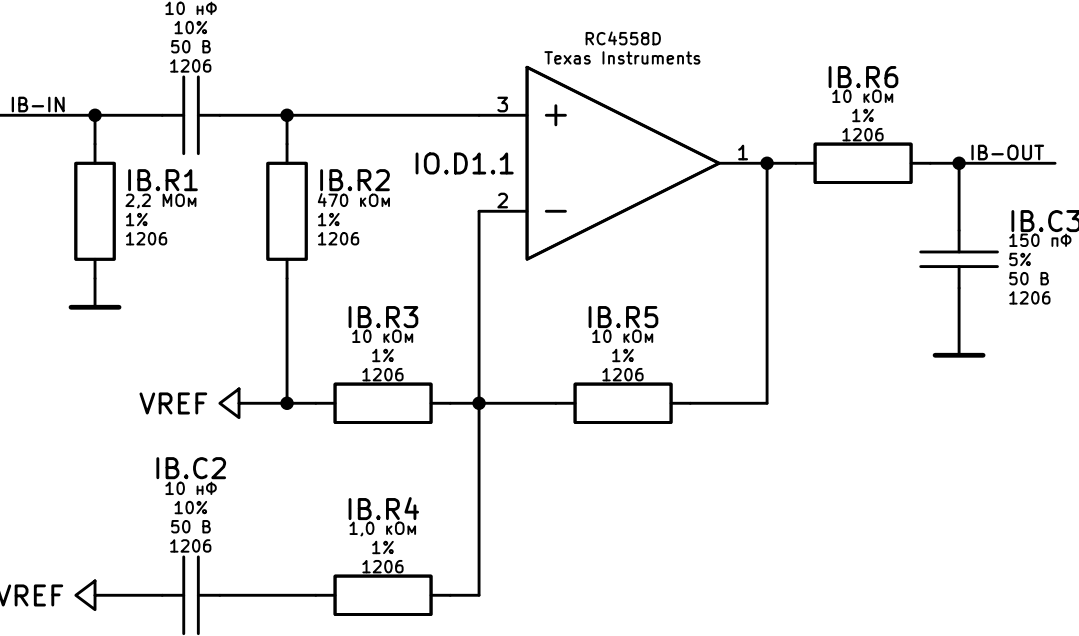 10 нФ
10%
50 В
1206
RC4558D
Texas Instruments
IB-IN
3
+
IO.D1.1
2
−
1
IB.R6
10 кОм
1%
1206
IB-OUT
IB.R1
2,2 МОм
1%
1206
IB.R2
470 кОм
1%
1206
IB.C3
150 пФ
5%
50 В
1206
IB.R3
10 кОм
1%
1206
IB.R5
10 кОм
1%
1206
VREF
IB.C2
10 нФ
10%
50 В
1206
IB.R4
1,0 кОм
1%
1206
VREF